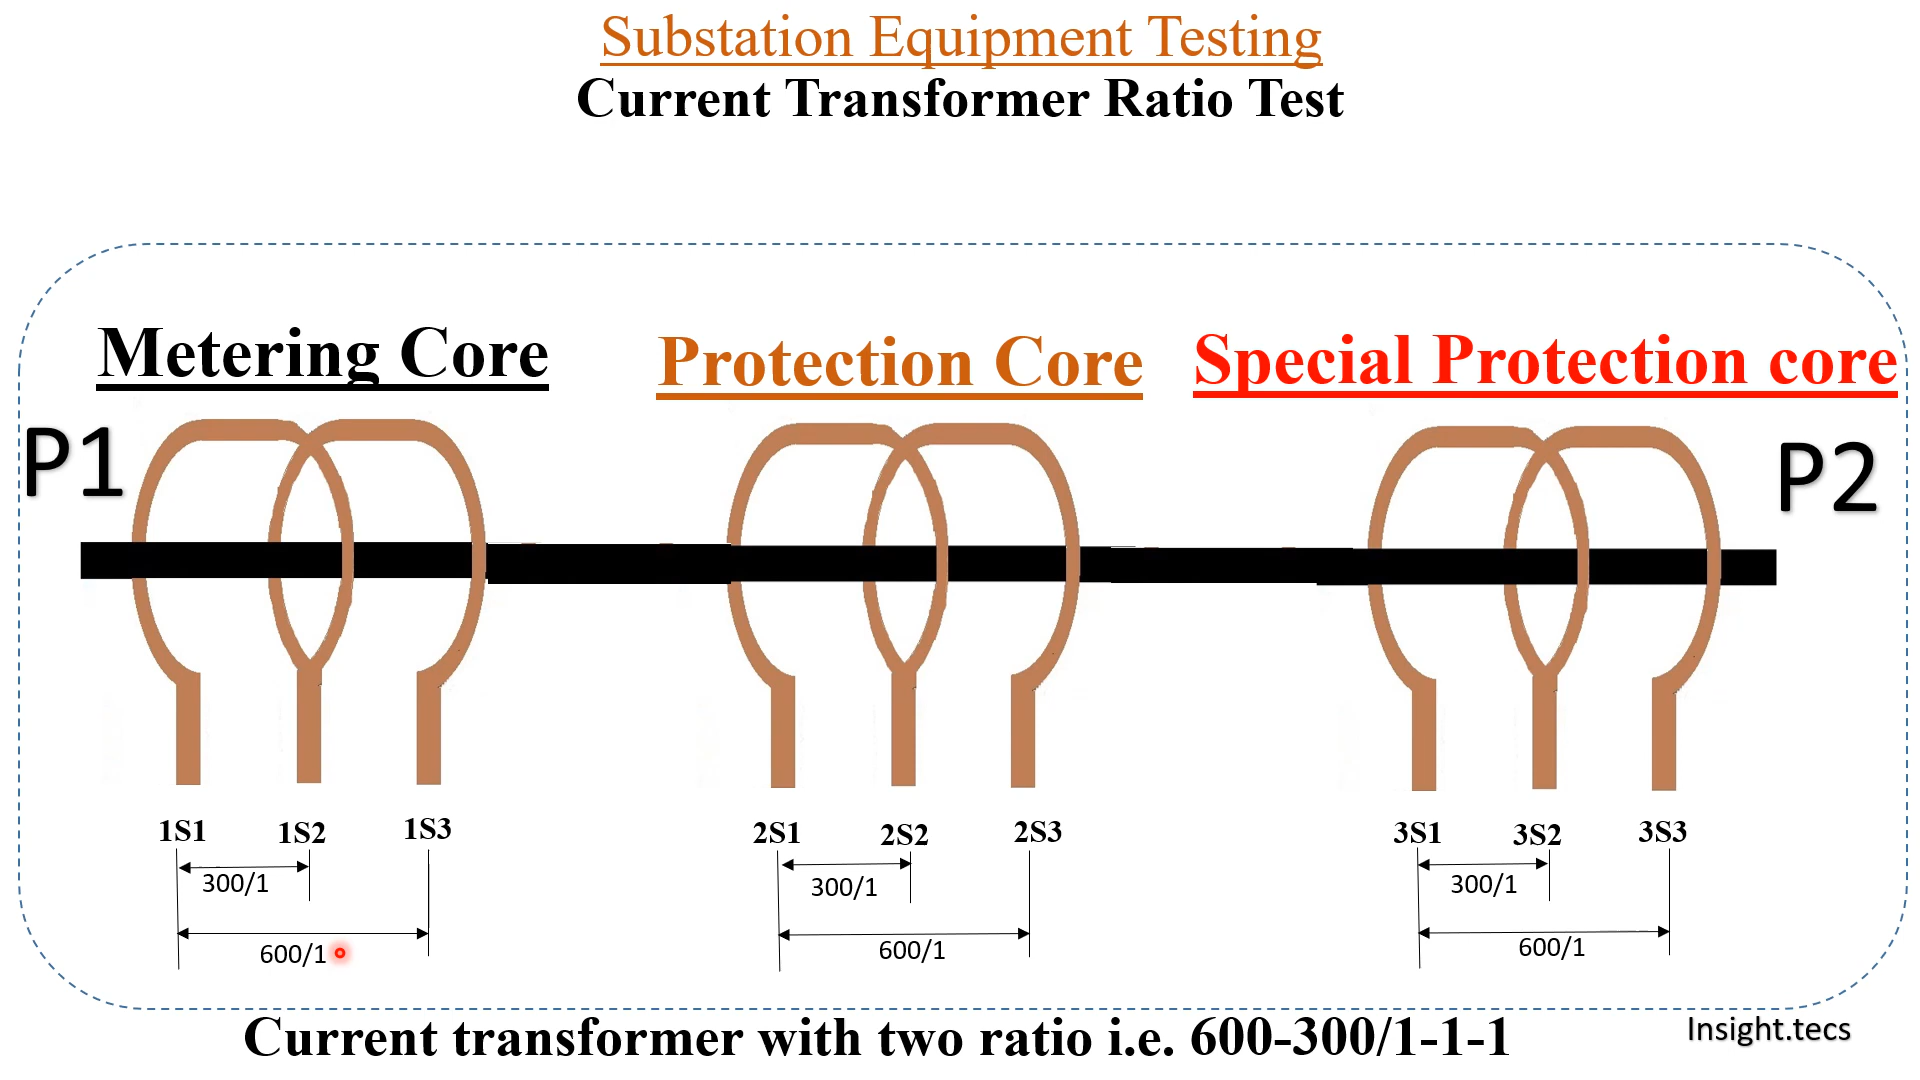 Substation Equipment Testing
Current Transformer Ratio Test
Metering Core
Protection Core
Special Protection core
P1
P2
1S1 1S2 1S3
2S1 2S2 2S3
3S1 3S2 3S3
300/1
300/1
300/1
600/1
600/1
600/1
Current transformer with two ratio i.e. 600-300/1-1-1
Insight.tecs